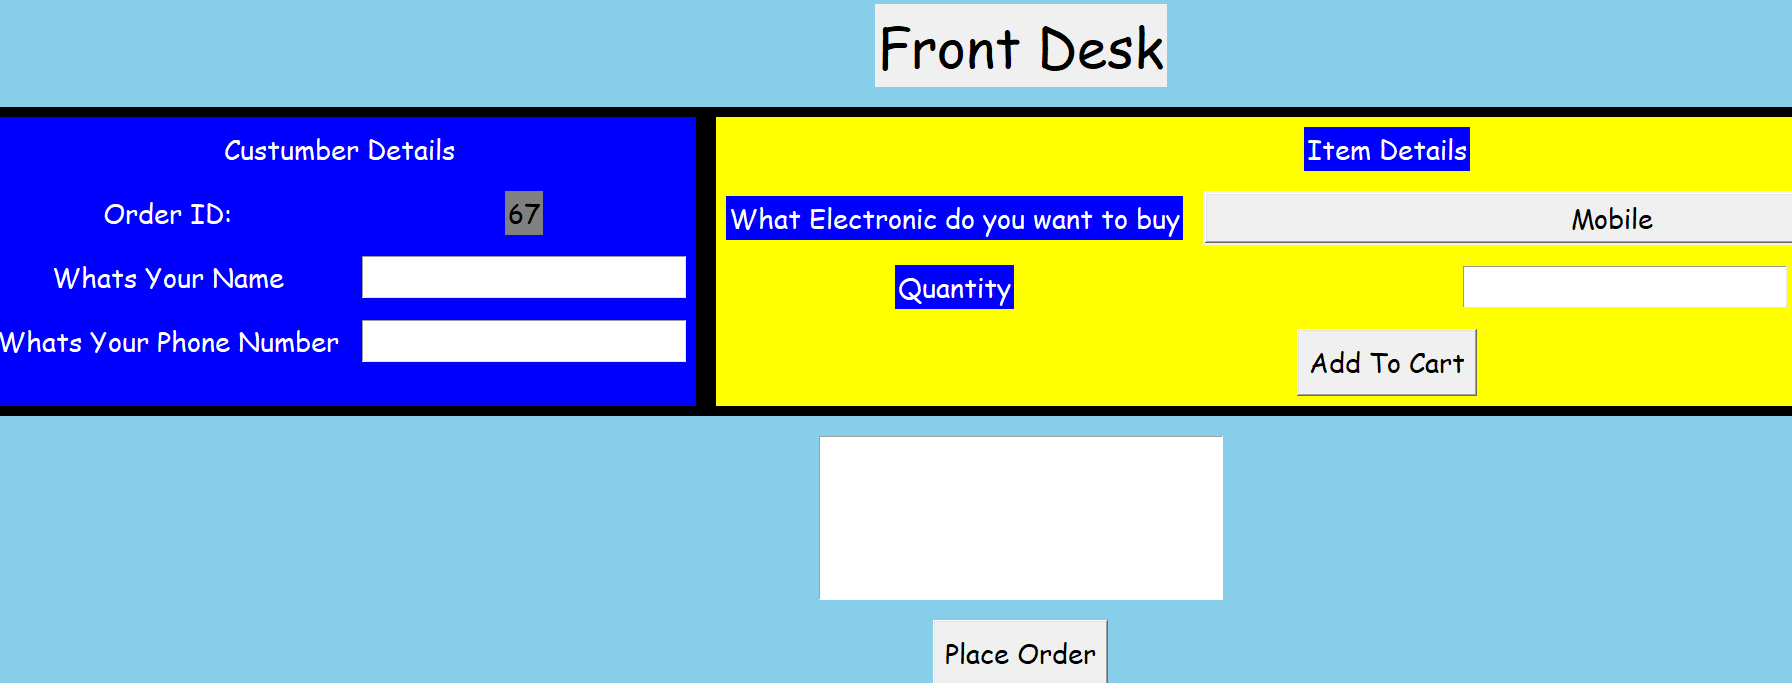 Front Desk
Custumber Details
Order ID:
67
Whats Your Name
Whats Your Phone Number
Item Details
What Electronic do you want to buy
Mobile
Quantity
Add To Cart
Place Order